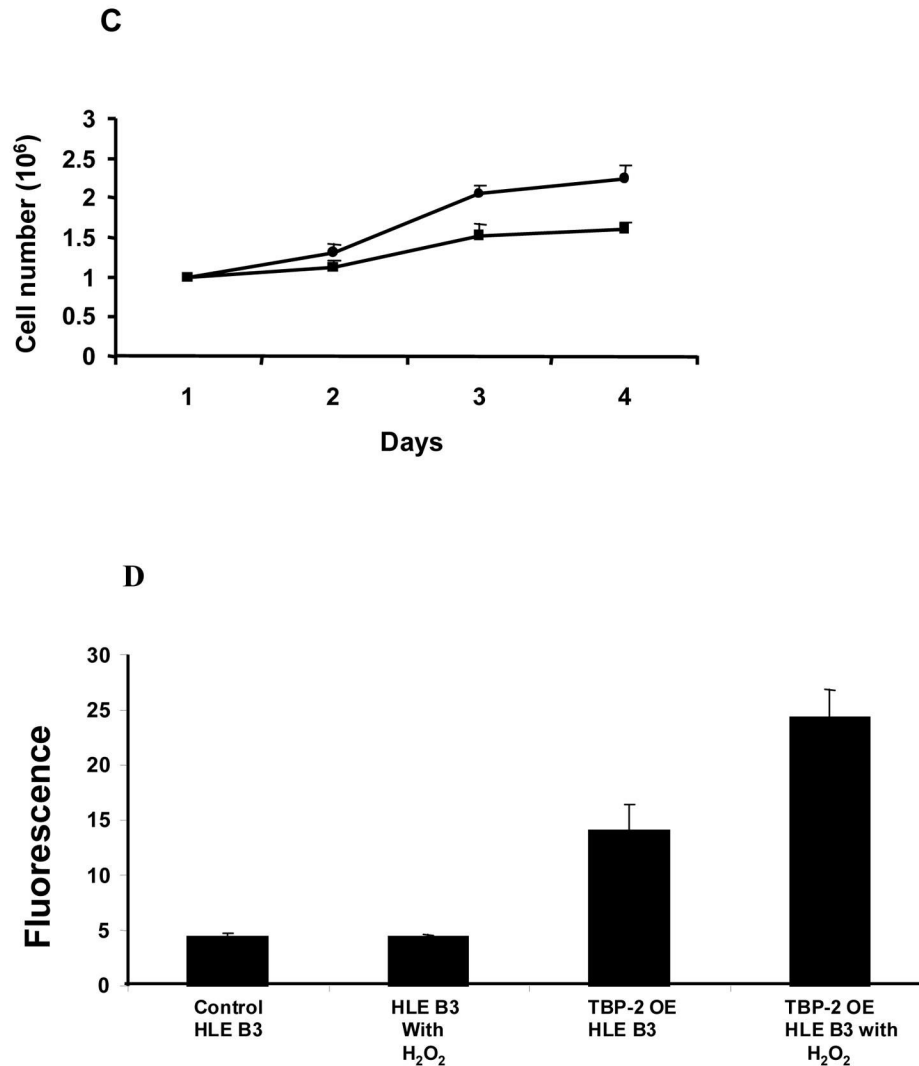 C
Cell number (10⁶)
3
2.5
2
1.5
1
0.5
0
1 2 3 4
Days
D
Fluorescence
30
25
20
15
10
5
0
Control
HLE B3
HLE B3
With
H₂O₂
TBP-2 OE
HLE B3
TBP-2 OE
HLE B3 with
H₂O₂